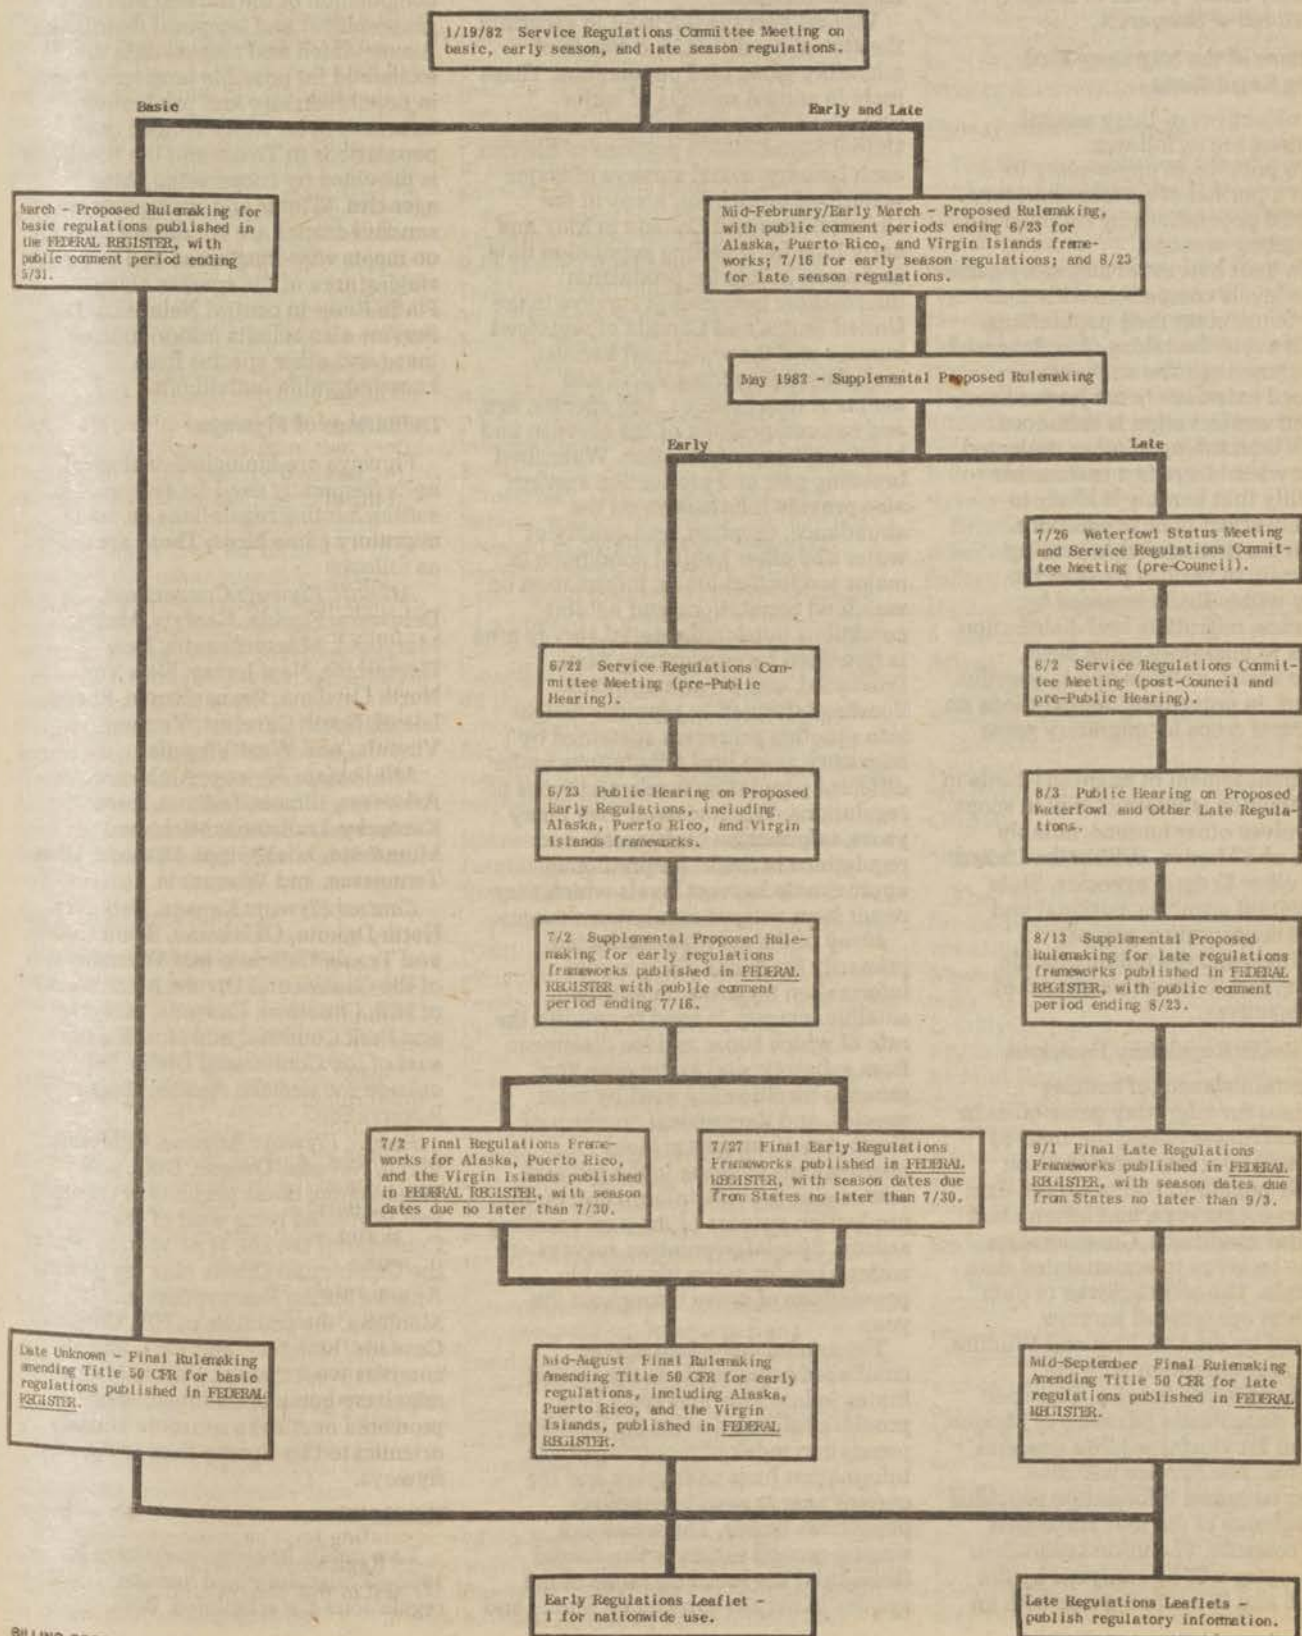 1/19/82 Service Regulations Committee Meeting on
basic, early season, and late season regulations.
Basic
Early and Late
March - Proposed Rulemaking for
basic regulations published in
the FEDERAL REGISTER, with
public comment period ending
5/31.
Mid-February/Early March - Proposed Rulemaking,
with public comment periods ending 6/23 for
Alaska, Puerto Rico, and Virgin Islands frame-
works; 7/16 for early season regulations; and 8/23
for late season regulations.
May 1982 - Supplemental Proposed Rulemaking
Early
Late
7/26 Waterfowl Status Meeting
and Service Regulations Commit-
tee Meeting (pre-Council).
6/22 Service Regulations Com-
mittee Meeting (pre-Public
Hearing).
8/2 Service Regulations Commit-
tee Meeting (post-Council and
pre-Public Hearing).
6/23 Public Hearing on Proposed
Early Regulations, including
Alaska, Puerto Rico, and Virgin
Islands frameworks.
8/3 Public Hearing on Proposed
Waterfowl and Other Late Regula-
tions.
7/2 Supplemental Proposed Rule-
making for early regulations
frameworks published in FEDERAL
REGISTER with public comment
period ending 7/16.
8/13 Supplemental Proposed
Rulemaking for late regulations
frameworks published in FEDERAL
REGISTER, with public comment
period ending 8/23.
7/2 Final Regulations Frame-
works for Alaska, Puerto Rico,
and the Virgin Islands published
in FEDERAL REGISTER, with season
dates due no later than 7/30.
7/27 Final Early Regulations
Frameworks published in FEDERAL
REGISTER, with season dates due
from States no later than 7/30.
9/1 Final Late Regulations
Frameworks published in FEDERAL
REGISTER, with season dates due
from States no later than 9/3.
Date Unknown - Final Rulemaking
amending Title 50 CFR for basic
regulations published in FEDERAL
REGISTER.
Mid-August Final Rulemaking
Amending Title 50 CFR for early
regulations, including Alaska,
Puerto Rico, and the Virgin
Islands, published in FEDERAL
REGISTER.
Mid-September Final Rulemaking
Amending Title 50 CFR for late
regulations published in FEDERAL
REGISTER.
Early Regulations Leaflet -
1 for nationwide use.
Late Regulations Leaflets -
publish regulatory information.
BILLING